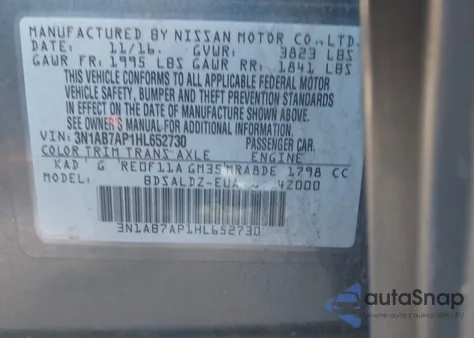 MANUFACTURED BY NISSAN MOTOR CO., LTD.
DATE: 11/16. GVWR: 3823 LBS
GAWR FR: 1995 LBS GAWR RR: 1841 LBS
THIS VEHICLE CONFORMS TO ALL APPLICABLE FEDERAL MOTOR
VEHICLE SAFETY, BUMPER AND THEFT PREVENTION STANDARDS
IN EFFECT ON THE DATE OF MANUFACTURE SHOWN ABOVE.
SEE OWNER'S MANUAL FOR ADDITIONAL INFORMATION.
VIN: 3N1AB7AP1HL652730 PASSENGER CAR.
COLOR TRIM TRANS AXLE ENGINE
KAD G RE0F11A GM35 MRA8DE 1798 CC
MODEL: BDSALDZ-EUA 42000
3N1AB7AP1HL652730
autoSnap